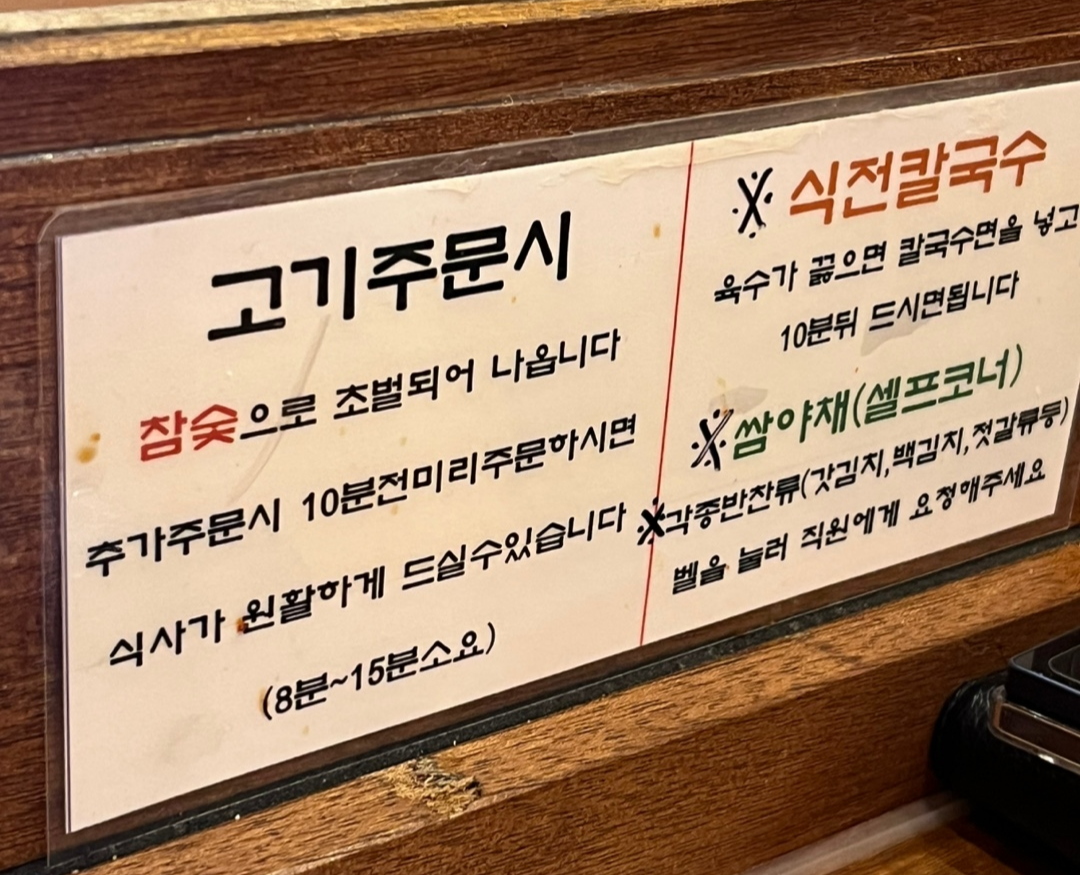 고기주문시
참숯으로 초벌되어 나옵니다
추가주문시 10분전미리주문하시면
식사가 원활하게 드실수있습니다
(8분~15분소요)
※ 식전칼국수
육수가 끓으면 칼국수면을 넣고
10분뒤 드시면됩니다
※쌈야채(셀프코너)
※각종반찬류(갓김치,백김치,젓갈류등)
벨을 눌러 직원에게 요청해주세요